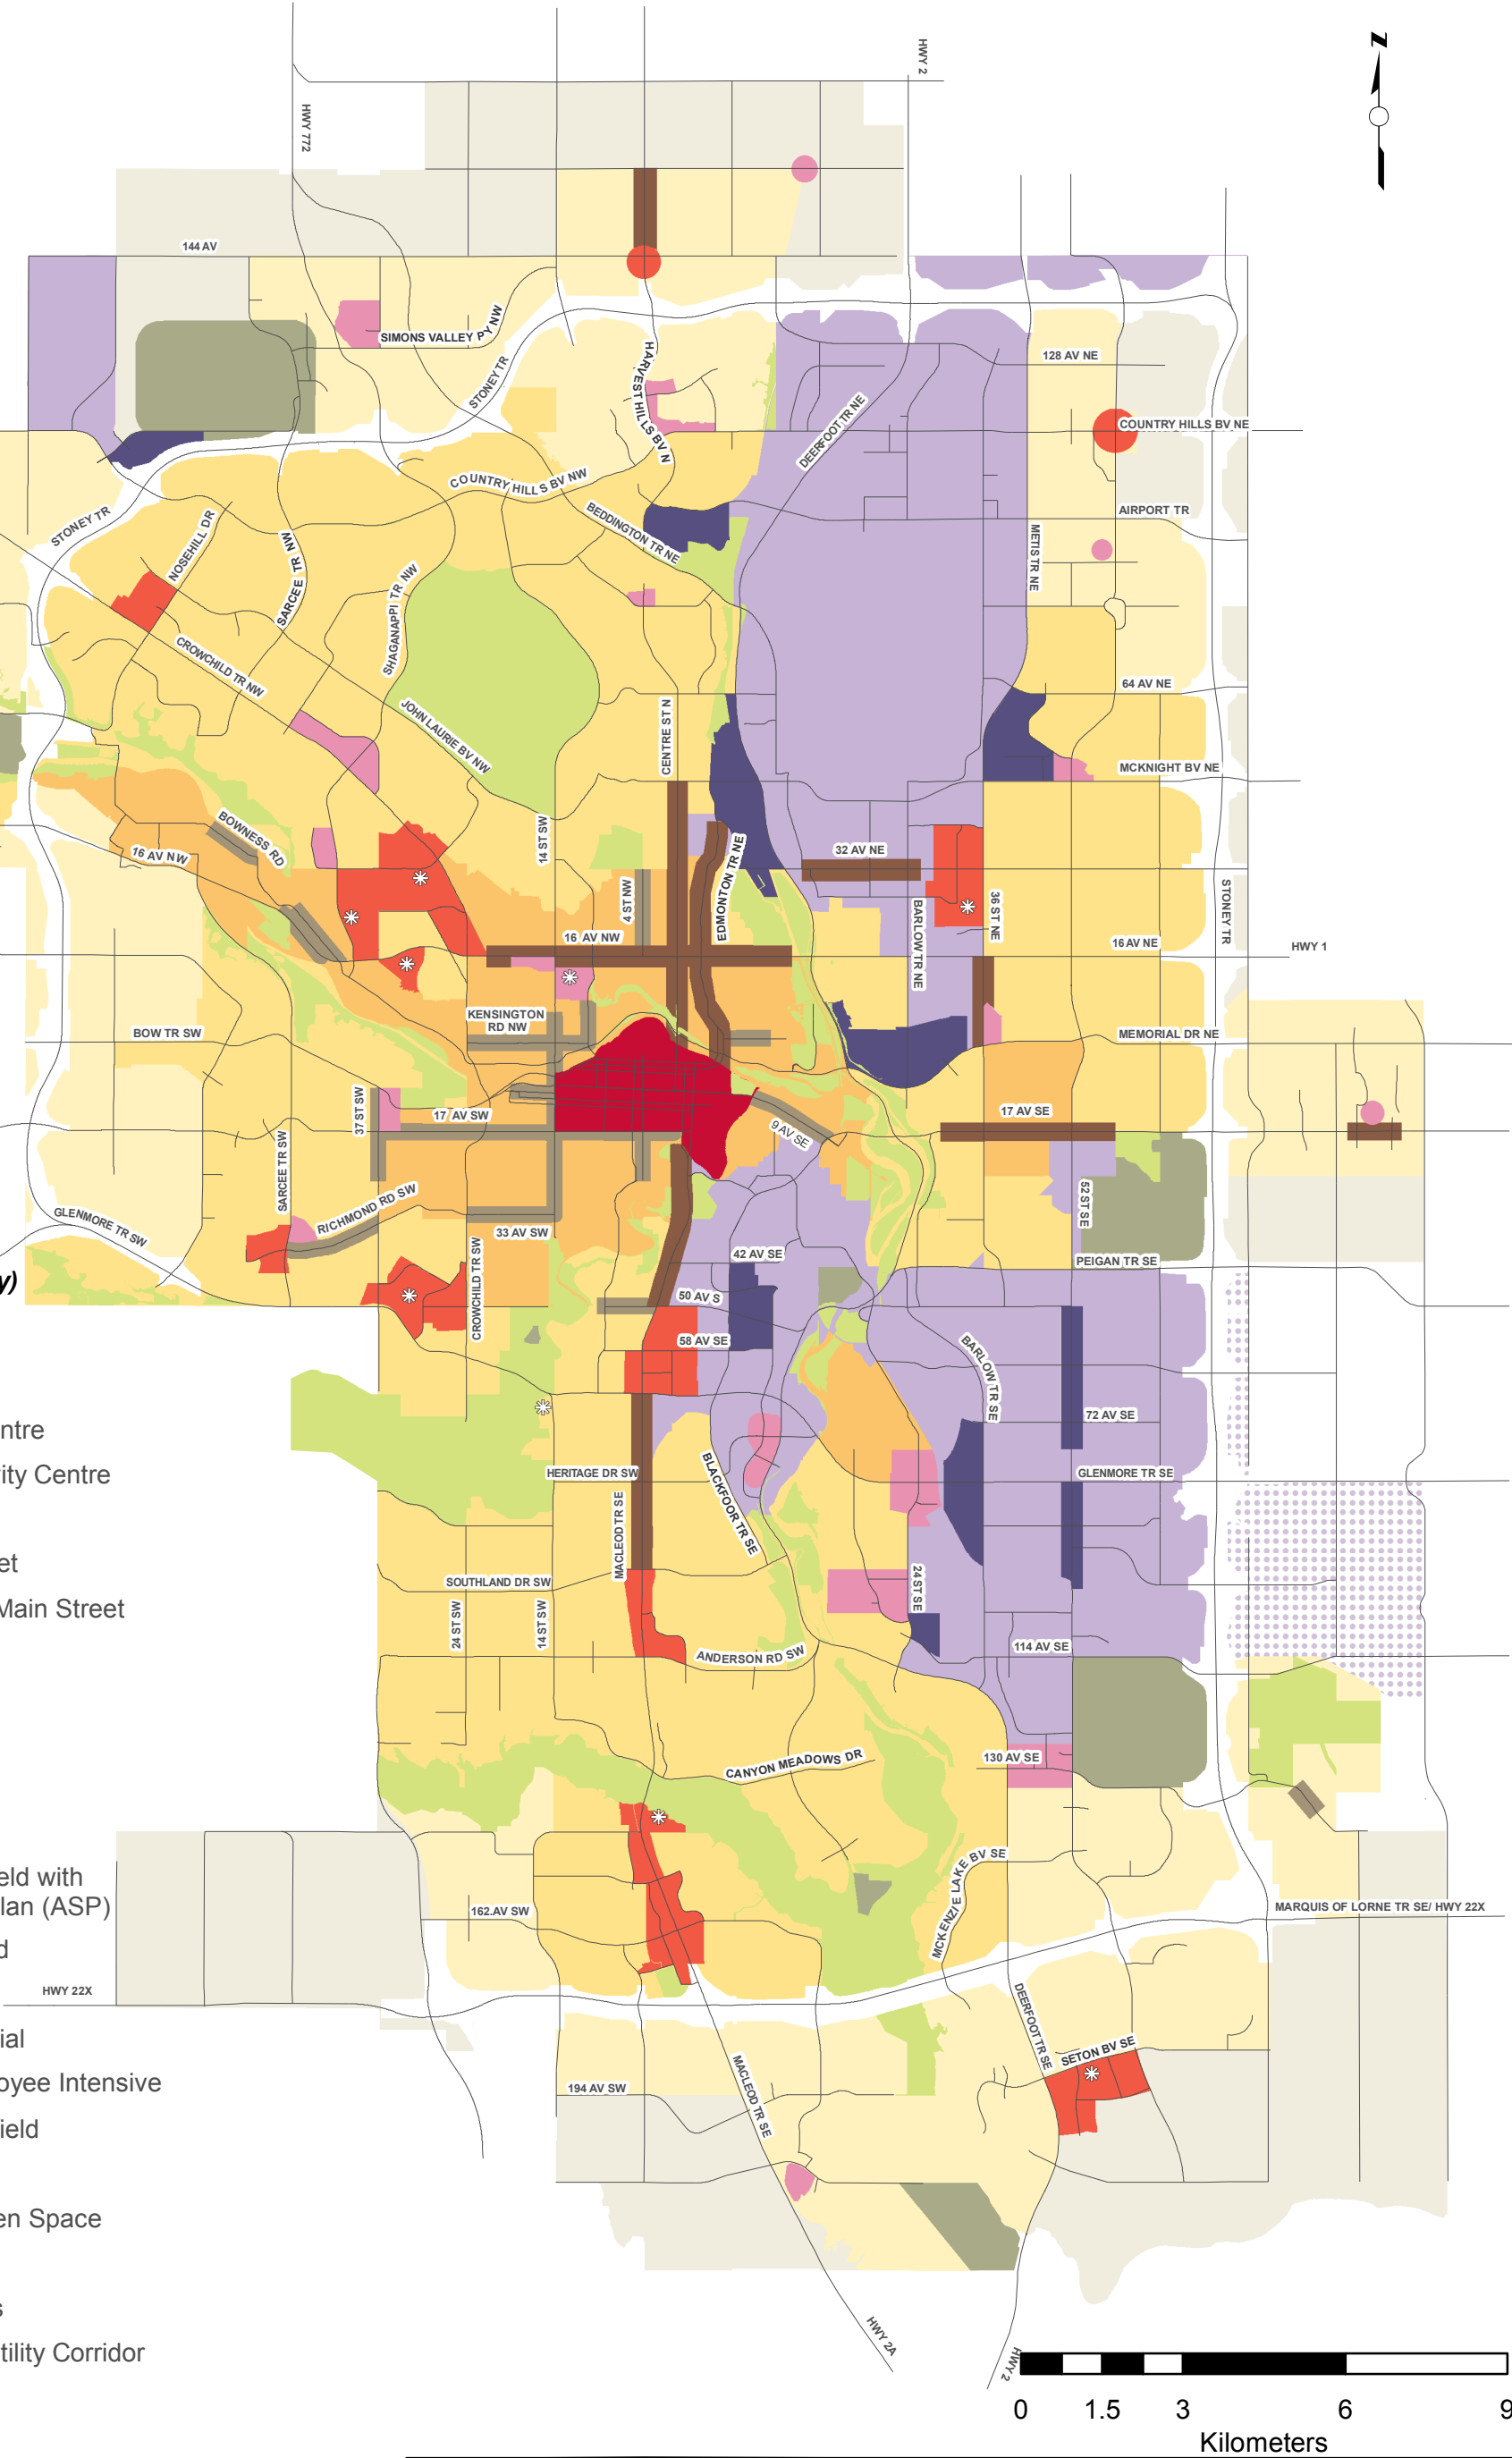 HWY 2
N
HWY 772
144 AV
SIMONS VALLEY PY NW
STONEY TR
HARVEST HILLS BV N
128 AV NE
DEERFOOT TR NE
COUNTRY HILLS BV NE
COUNTRY HILLS BV NW
STONEY TR
NOSEHILL DR
BEDDINGTON TR NE
AIRPORT TR
SARCEE TR NW
METIS TR NE
SHAGANAPPI TR NW
CROWCHILD TR NW
64 AV NE
JOHN LAURIE BV NW
CENTRE ST N
MCKNIGHT BV NE
BOWNESS RD
14 ST SW
16 AV NW
32 AV NE
EDMONTON TR NE
4 ST NW
BARLOW TR NE
36 ST NE
STONEY TR
16 AV NW
16 AV NE
HWY 1
KENSINGTON
RD NW
BOW TR SW
MEMORIAL DR NE
37 ST SW
17 AV SW
17 AV SE
9 AV SE
SARCEE TR SW
RICHMOND RD SW
52 ST SE
GLENMORE TR SW
33 AV SW
42 AV SE
PEIGAN TR SE
y)
CROWCHILD TR SW
50 AV S
58 AV SE
BARLOW TR SE
72 AV SE
ntre
HERITAGE DR SW
GLENMORE TR SE
ity Centre
BLACKFOOR TR SE
MACLEOD TR SE
et
SOUTHLAND DR SW
24 ST SE
Main Street
24 ST SW
14 ST SW
ANDERSON RD SW
114 AV SE
130 AV SE
CANYON MEADOWS DR
eld with
lan (ASP)
MCKENZIE LAKE BV SE
162.AV SW
MARQUIS OF LORNE TR SE/ HWY 22X
d
HWY 22X
DEERFOOT TR SE
ial
SETON BV SE
oyee Intensive
194 AV SW
MACLEOD TR SE
ield
en Space
s
HWY 2A
HWY 2
tility Corridor
0 1.5 3 6 9
Kilometers